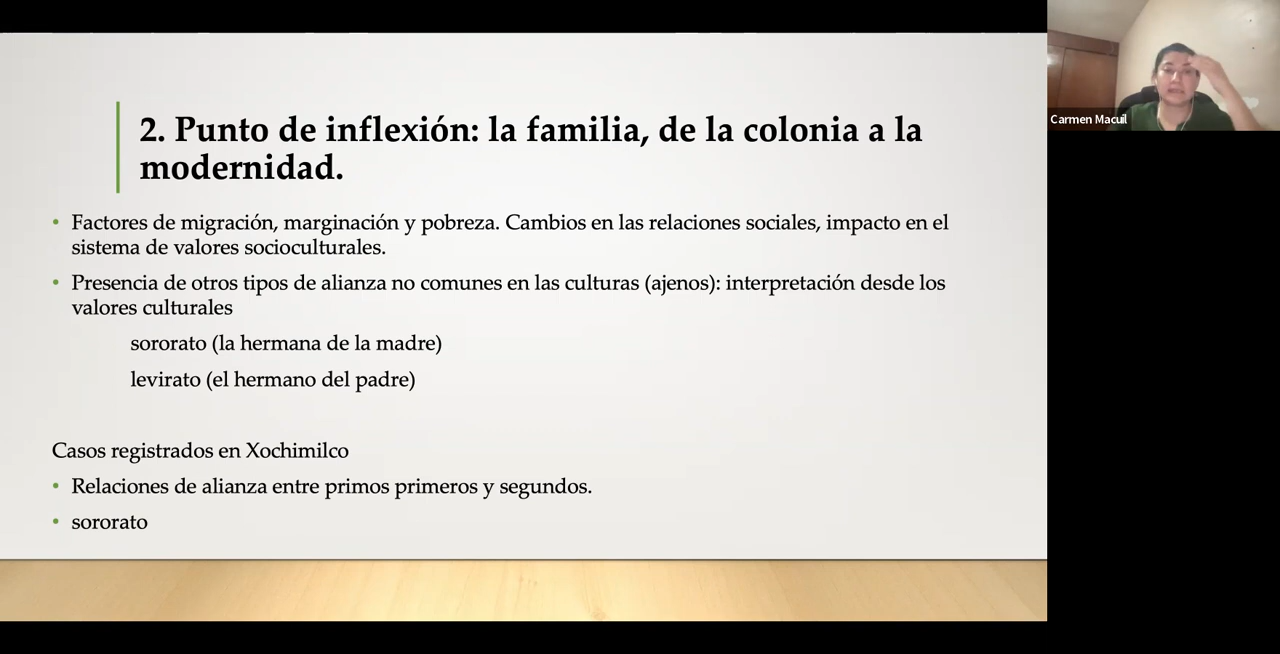 2. Punto de inflexión: la familia, de la colonia a la
modernidad.
• Factores de migración, marginación y pobreza. Cambios en las relaciones sociales, impacto en el
sistema de valores socioculturales.
• Presencia de otros tipos de alianza no comunes en las culturas (ajenos): interpretación desde los
valores culturales
sororato (la hermana de la madre)
levirato (el hermano del padre)
Casos registrados en Xochimilco
• Relaciones de alianza entre primos primeros y segundos.
• sororato
Carmen Macuil